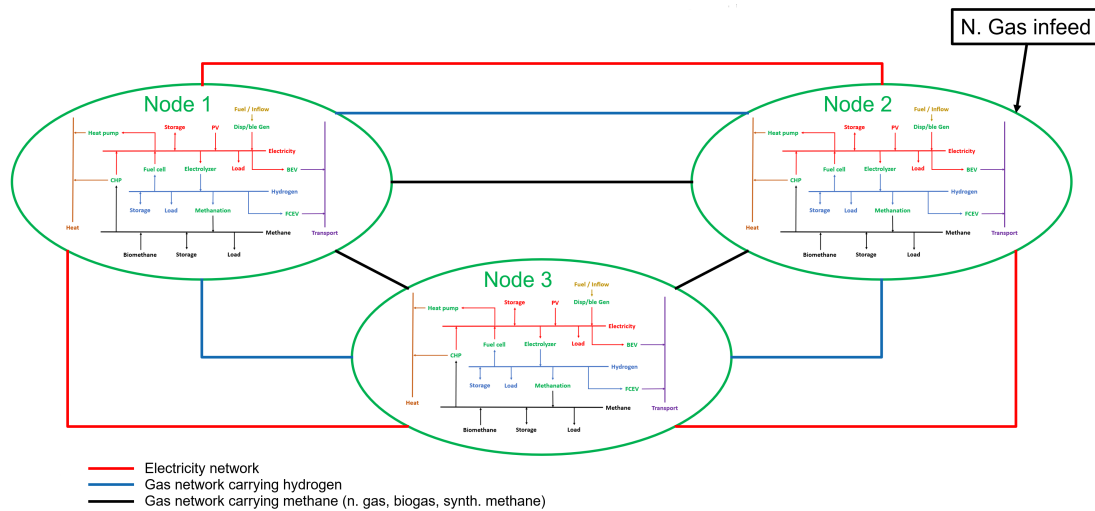 N. Gas infeed
Node 1
Fuel / Inflow
Storage
PV
Disp/ble Gen
Heat pump
Electricity
Fuel cell
Electrolyzer
Load
BEV
CHP
Hydrogen
Storage
Load
Methanation
FCEV
Heat
Methane
Transport
Biomethane
Storage
Load
Node 2
Fuel / Inflow
Storage
PV
Disp/ble Gen
Heat pump
Electricity
Fuel cell
Electrolyzer
Load
BEV
CHP
Hydrogen
Storage
Load
Methanation
FCEV
Heat
Methane
Transport
Biomethane
Storage
Load
Node 3
Fuel / Inflow
Storage
PV
Disp/ble Gen
Heat pump
Electricity
Fuel cell
Electrolyzer
Load
BEV
CHP
Hydrogen
Storage
Load
Methanation
FCEV
Heat
Methane
Transport
Biomethane
Storage
Load
Electricity network
Gas network carrying hydrogen
Gas network carrying methane (n. gas, biogas, synth. methane)